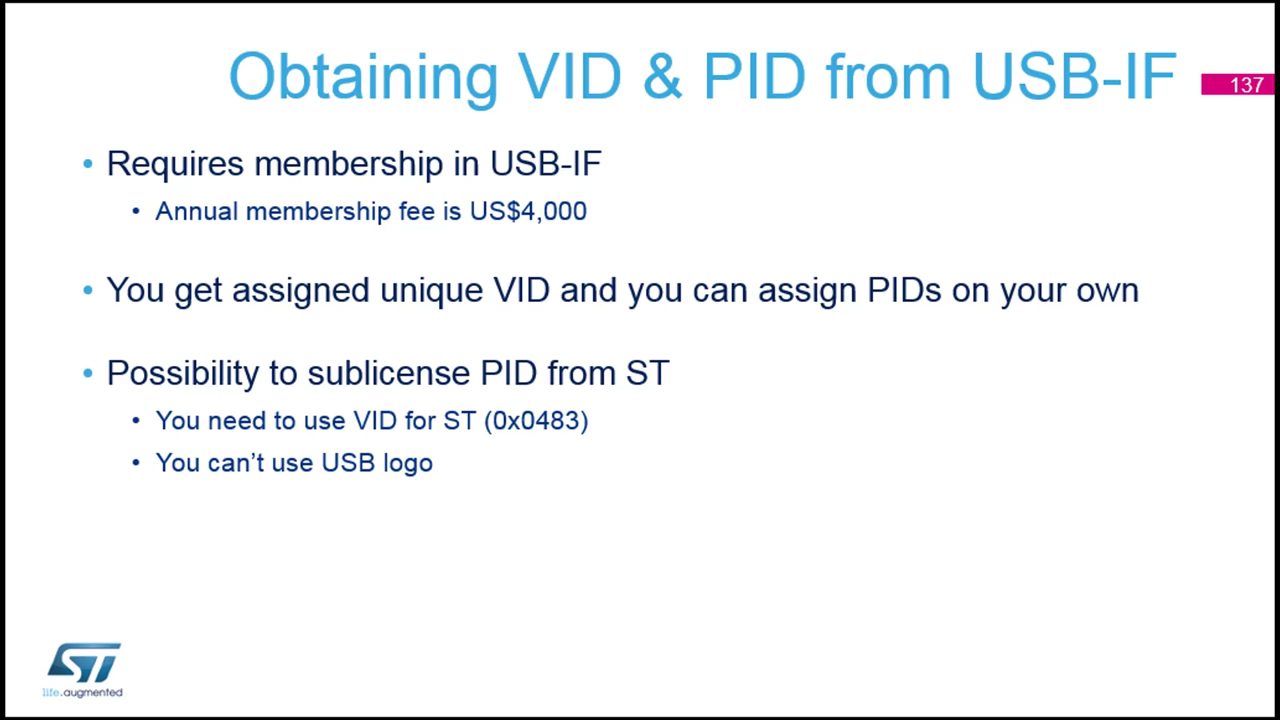 Obtaining VID & PID from USB-IF
137
• Requires membership in USB-IF
• Annual membership fee is US$4,000
• You get assigned unique VID and you can assign PIDs on your own
• Possibility to sublicense PID from ST
• You need to use VID for ST (0x0483)
• You can’t use USB logo
ST
life.augmented